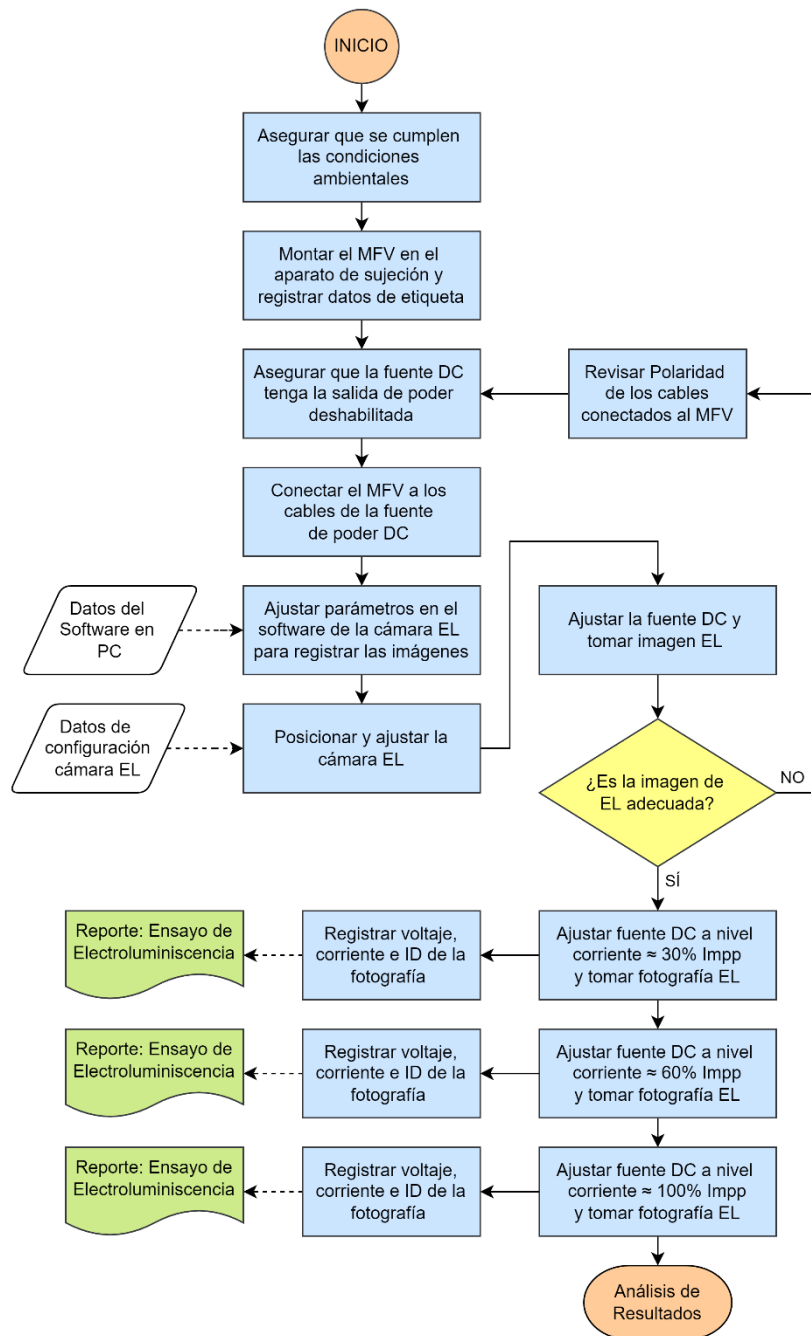 INICIO
Asegurar que se cumplen
las condiciones
ambientales
Montar el MFV en el
aparato de sujeción y
registrar datos de etiqueta
Asegurar que la fuente DC
tenga la salida de poder
deshabilitada
Revisar Polaridad
de los cables
conectados al MFV
Conectar el MFV a los
cables de la fuente
de poder DC
Datos del
Software en
PC
Ajustar parámetros en el
software de la cámara EL
para registrar las imágenes
Ajustar la fuente DC y
tomar imagen EL
Datos de
configuración
cámara EL
Posicionar y ajustar la
cámara EL
¿Es la imagen de
EL adecuada?
NO
SÍ
Reporte: Ensayo de
Electroluminiscencia
Registrar voltaje,
corriente e ID de la
fotografía
Ajustar fuente DC a nivel
corriente ≈ 30% Impp
y tomar fotografía EL
Reporte: Ensayo de
Electroluminiscencia
Registrar voltaje,
corriente e ID de la
fotografía
Ajustar fuente DC a nivel
corriente ≈ 60% Impp
y tomar fotografía EL
Reporte: Ensayo de
Electroluminiscencia
Registrar voltaje,
corriente e ID de la
fotografía
Ajustar fuente DC a nivel
corriente ≈ 100% Impp
y tomar fotografía EL
Análisis de
Resultados